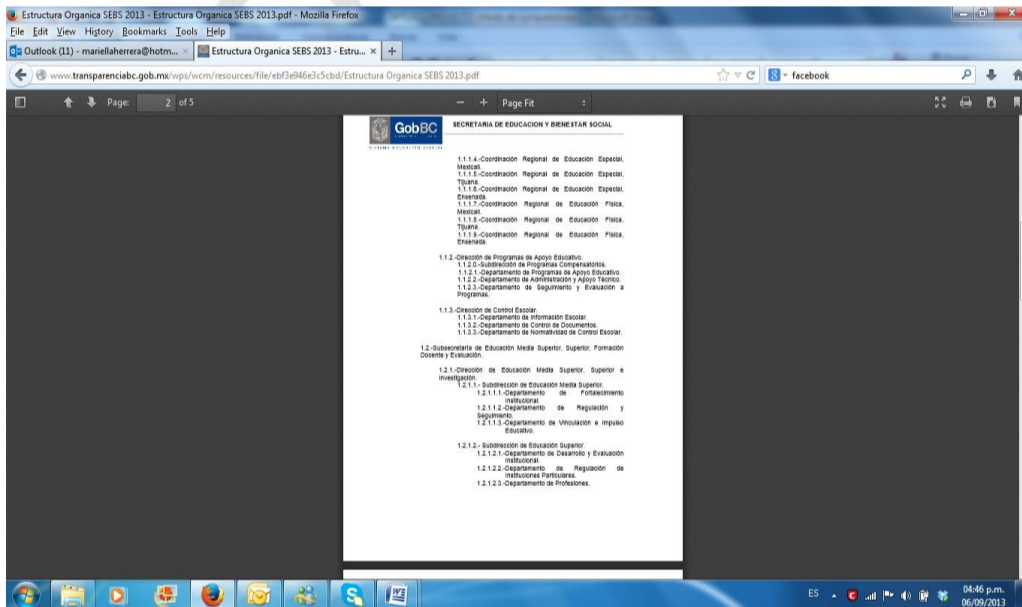 Estructura Organica SEBS 2013 - Estructura Organica SEBS 2013.pdf - Mozilla Firefox
File Edit View History Bookmarks Tools Help
Outlook (11) - mariellaherrera@hotm... × Estructura Organica SEBS 2013 - Estru... × +
www.transparenciabc.gob.mx/wps/wcm/resources/file/ebf3e946e3c5cbd/Estructura Organica SEBS 2013.pdf
facebook
Page: 2 of 5
Page Fit
GobBC
SECRETARIA DE EDUCACION Y BIENESTAR SOCIAL
1.1.1.4.-Coordinación Regional de Educación Especial,
Mexicali.
1.1.1.5.-Coordinación Regional de Educación Especial,
Tijuana.
1.1.1.6.-Coordinación Regional de Educación Especial,
Ensenada.
1.1.1.7.-Coordinación Regional de Educación Física,
Mexicali.
1.1.1.8.-Coordinación Regional de Educación Física,
Tijuana.
1.1.1.9.-Coordinación Regional de Educación Física,
Ensenada.
1.1.2.-Dirección de Programas de Apoyo Educativo.
1.1.2.0.-Subdirección de Programas Compensatorios.
1.1.2.1.-Departamento de Programas de Apoyo Educativo.
1.1.2.2.-Departamento de Administración y Apoyo Técnico.
1.1.2.3.-Departamento de Seguimiento y Evaluación a
Programas.
1.1.3.-Dirección de Control Escolar.
1.1.3.1.-Departamento de Información Escolar.
1.1.3.2.-Departamento de Control de Documentos.
1.1.3.3.-Departamento de Normatividad de Control Escolar.
1.2.-Subsecretaría de Educación Media Superior, Superior, Formación
Docente y Evaluación.
1.2.1.-Dirección de Educación Media Superior, Superior e
Investigación.
1.2.1.1.- Subdirección de Educación Media Superior.
1.2.1.1.1.-Departamento de Fortalecimiento
Institucional.
1.2.1.1.2.-Departamento de Regulación y
Seguimiento.
1.2.1.1.3.-Departamento de Vinculación e Impulso
Educativo.
1.2.1.2.- Subdirección de Educación Superior.
1.2.1.2.1.-Departamento de Desarrollo y Evaluación
Institucional.
1.2.1.2.2.-Departamento de Regulación de
Instituciones Particulares.
1.2.1.2.3.-Departamento de Profesiones.
ES
04:46 p.m.
06/09/2013